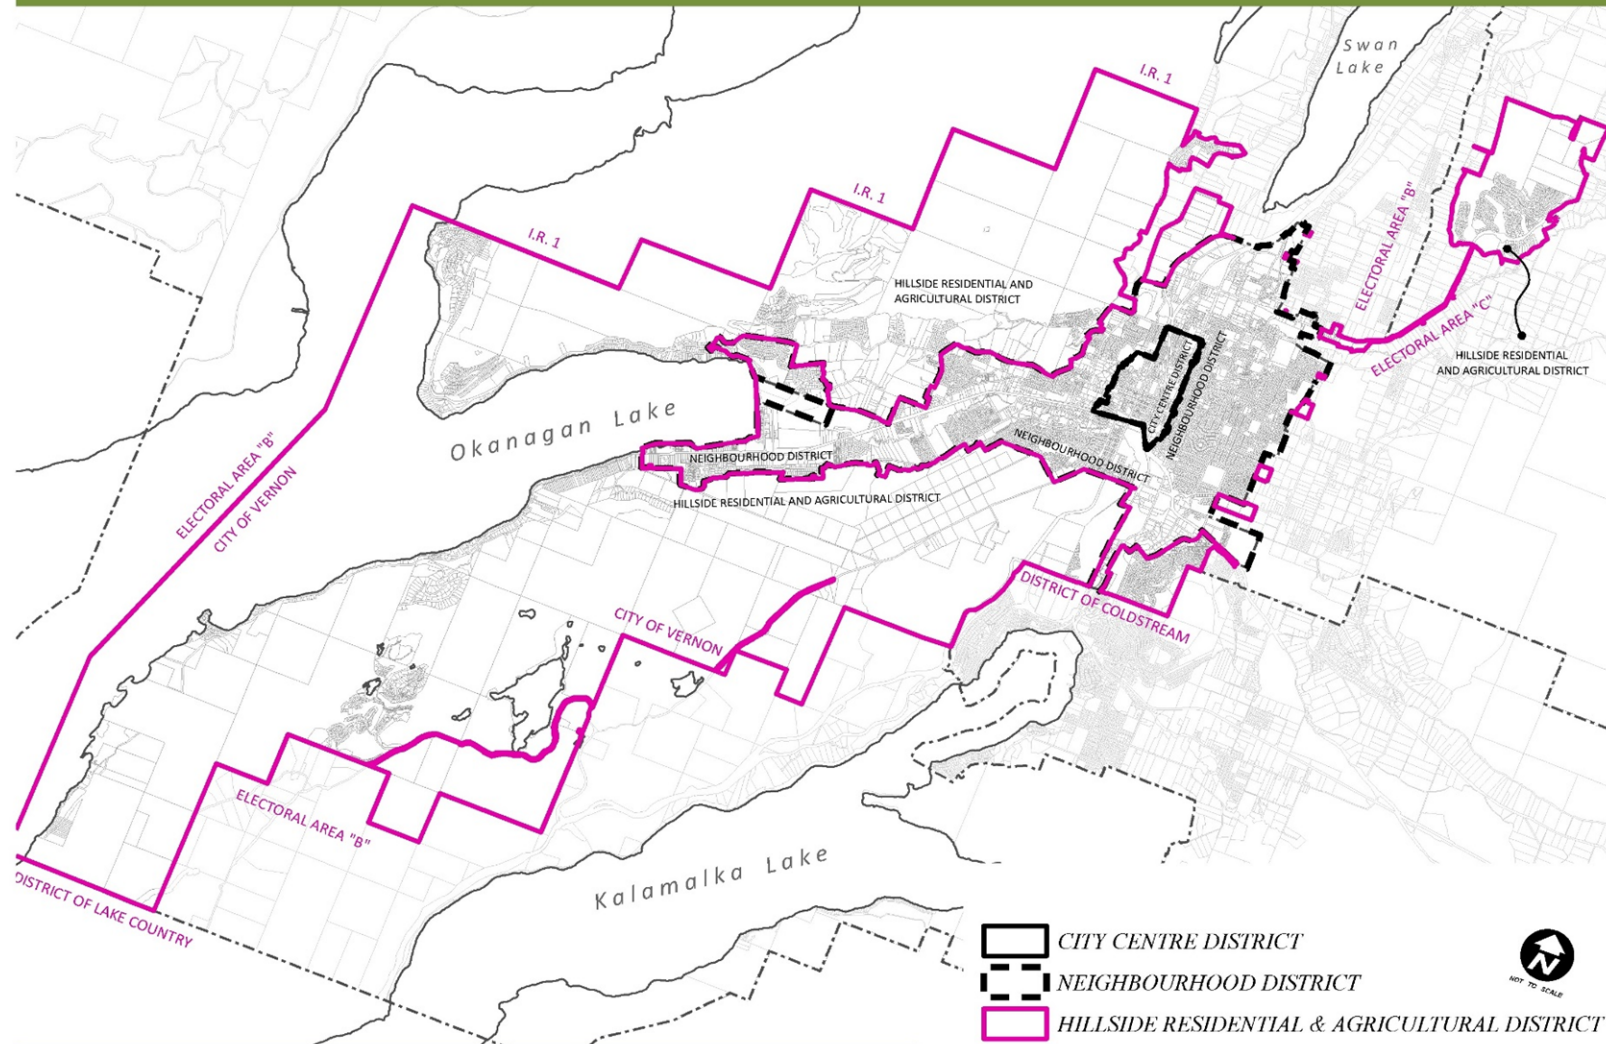 Swan
Lake
I.R. 1
I.R. 1
I.R. 1
ELECTORAL AREA "B"
ELECTORAL AREA "C"
HILLSIDE RESIDENTIAL AND
AGRICULTURAL DISTRICT
HILLSIDE RESIDENTIAL
AND AGRICULTURAL DISTRICT
CITY CENTRE DISTRICT
NEIGHBOURHOOD DISTRICT
Okanagan Lake
NEIGHBOURHOOD DISTRICT
NEIGHBOURHOOD DISTRICT
HILLSIDE RESIDENTIAL AND AGRICULTURAL DISTRICT
ELECTORAL AREA "B"
CITY OF VERNON
DISTRICT OF COLDSTREAM
CITY OF VERNON
ELECTORAL AREA "B"
Kalamalka Lake
DISTRICT OF LAKE COUNTRY
CITY CENTRE DISTRICT
NEIGHBOURHOOD DISTRICT
HILLSIDE RESIDENTIAL & AGRICULTURAL DISTRICT
N
NOT TO SCALE